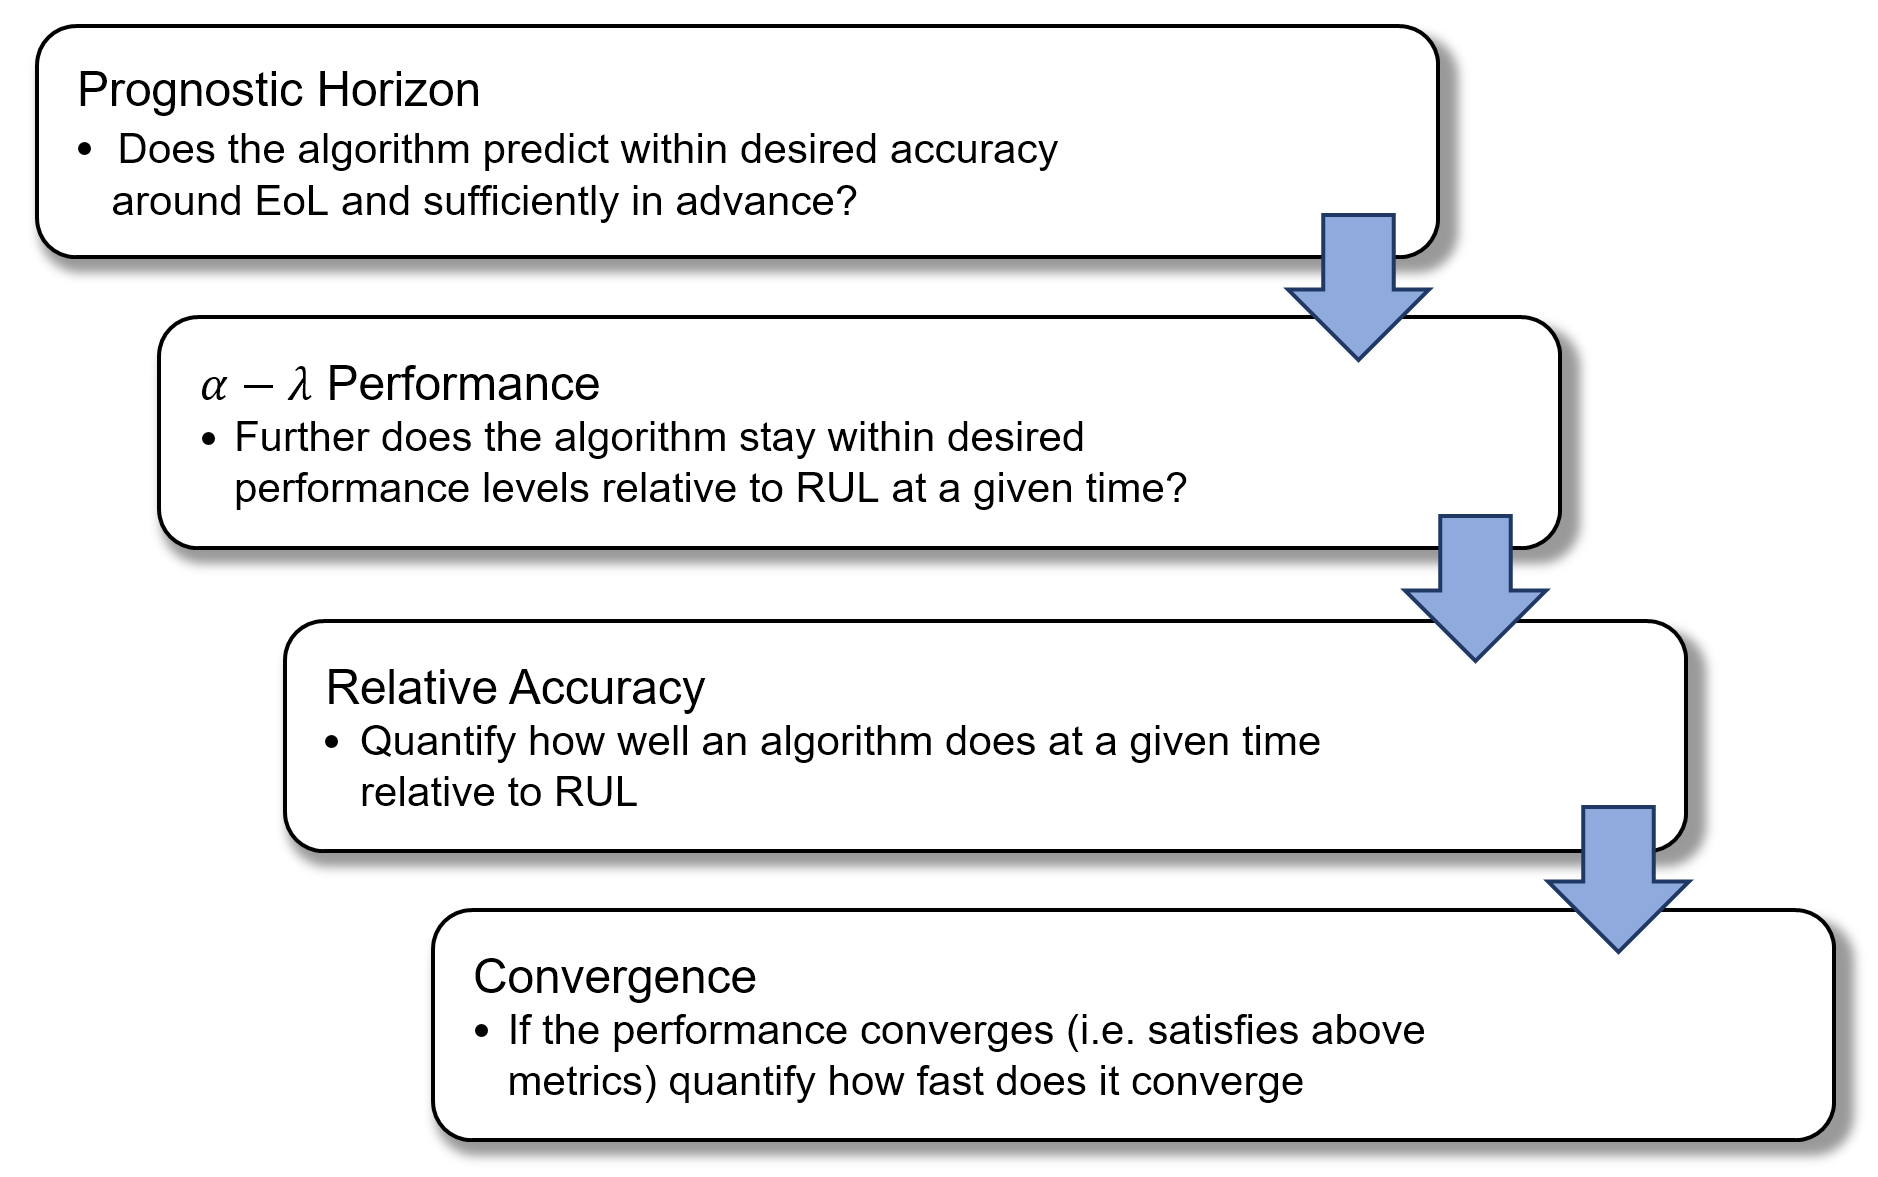 Prognostic Horizon
• Does the algorithm predict within desired accuracy
around EoL and sufficiently in advance?
α − λ Performance
• Further does the algorithm stay within desired
performance levels relative to RUL at a given time?
Relative Accuracy
• Quantify how well an algorithm does at a given time
relative to RUL
Convergence
• If the performance converges (i.e. satisfies above
metrics) quantify how fast does it converge